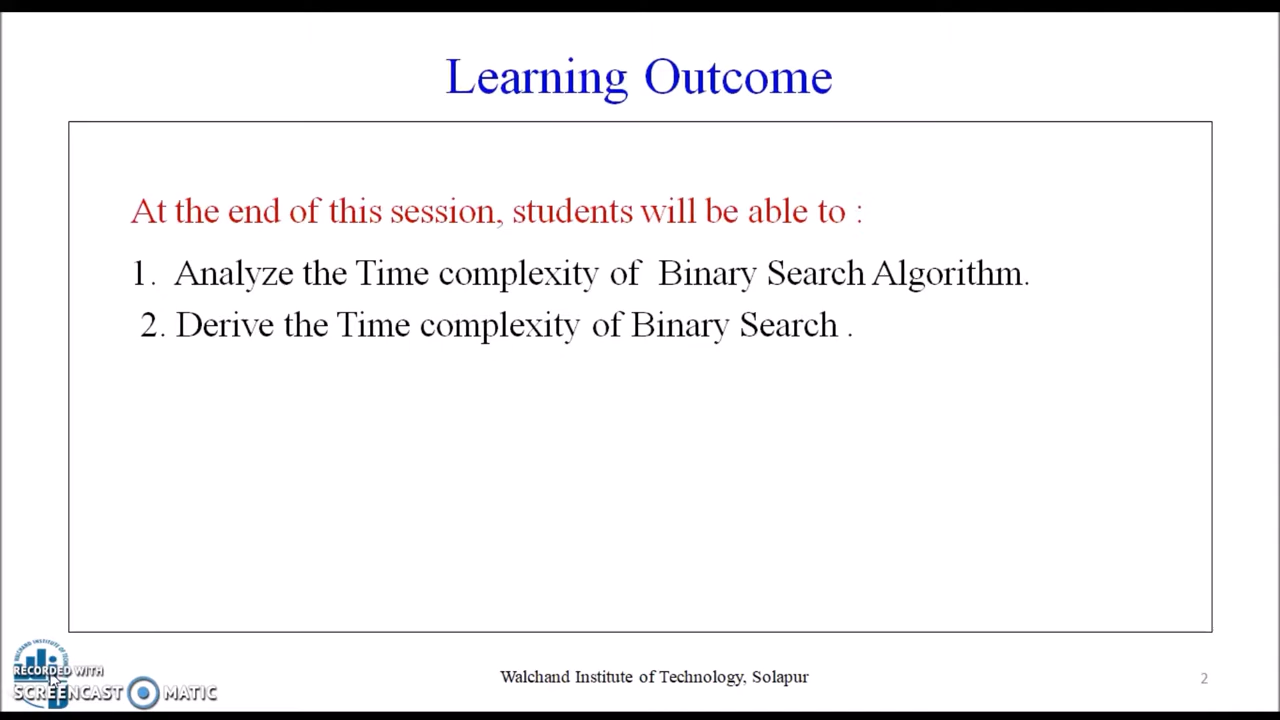 Learning Outcome
At the end of this session, students will be able to :
1. Analyze the Time complexity of Binary Search Algorithm.
2. Derive the Time complexity of Binary Search .
RECORDED WITH
SCREENCAST MATIC
Walchand Institute of Technology, Solapur
2